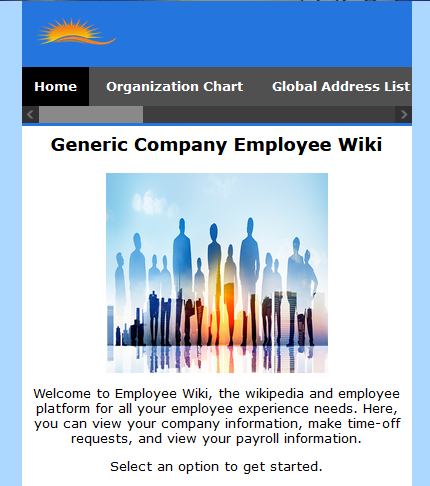 Home Organization Chart Global Address List
Generic Company Employee Wiki
Welcome to Employee Wiki, the wikipedia and employee
platform for all your employee experience needs. Here,
you can view your company information, make time-off
requests, and view your payroll information.
Select an option to get started.